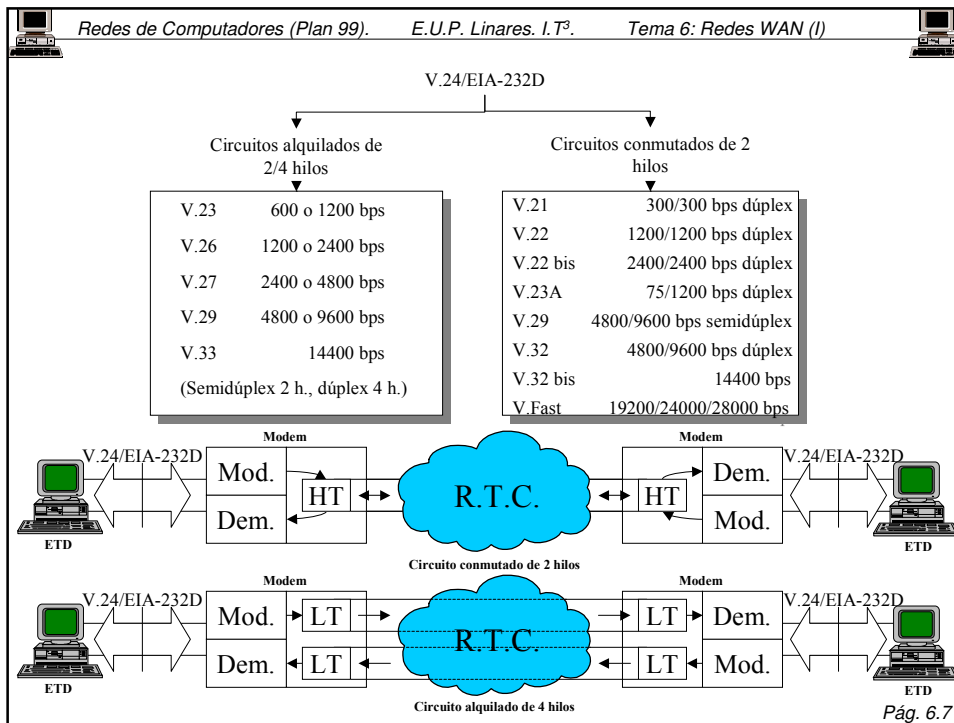 Redes de Computadores (Plan 99). E.U.P. Linares. I.T³. Tema 6: Redes WAN (I)
V.24/EIA-232D
Circuitos alquilados de
2/4 hilos
Circuitos conmutados de 2
hilos
V.23 600 o 1200 bps
V.26 1200 o 2400 bps
V.27 2400 o 4800 bps
V.29 4800 o 9600 bps
V.33 14400 bps
(Semidúplex 2 h., dúplex 4 h.)
V.21 300/300 bps dúplex
V.22 1200/1200 bps dúplex
V.22 bis 2400/2400 bps dúplex
V.23A 75/1200 bps dúplex
V.29 4800/9600 bps semidúplex
V.32 4800/9600 bps dúplex
V.32 bis 14400 bps
V.Fast 19200/24000/28000 bps
Modem Modem
V.24/EIA-232D V.24/EIA-232D
Mod. Dem.
HT R.T.C. HT
Dem. Mod.
ETD ETD
Circuito conmutado de 2 hilos
Modem Modem
V.24/EIA-232D V.24/EIA-232D
Mod. LT LT Dem.
R.T.C.
Dem. LT LT Mod.
ETD ETD
Circuito alquilado de 4 hilos
Pág. 6.7